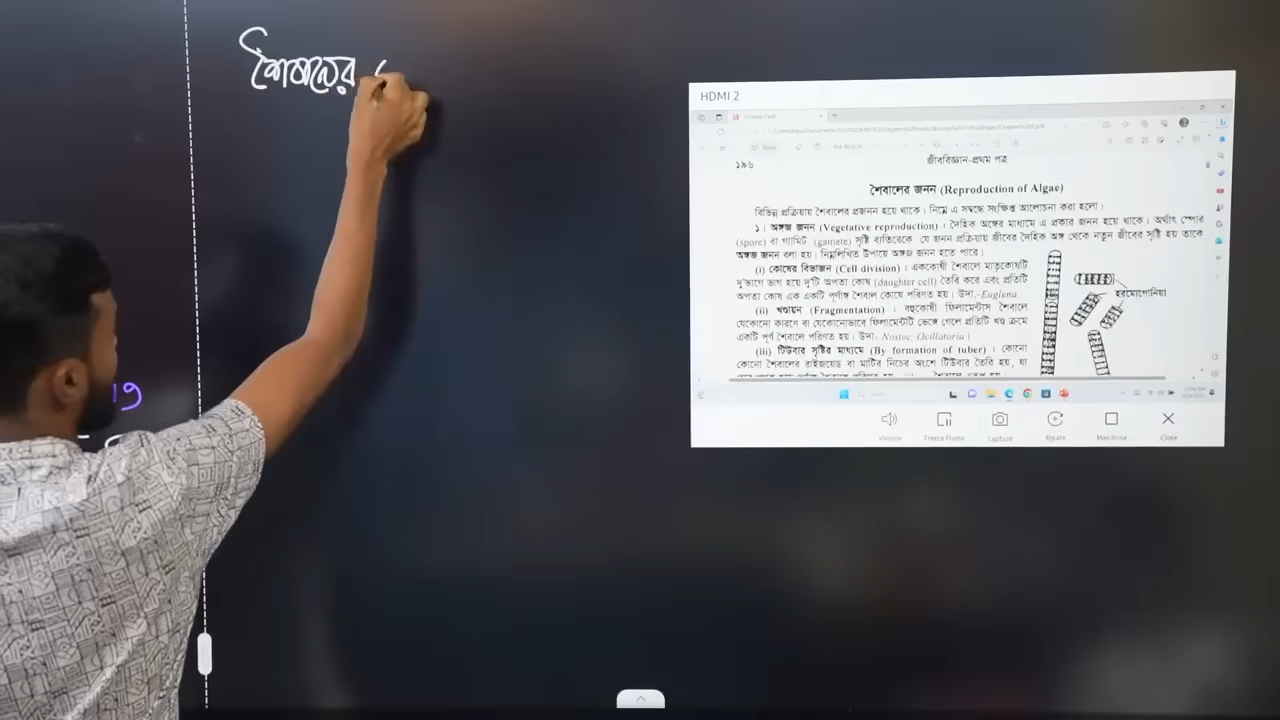 শৈবালের
HDMI 2
১৯৬
জীববিজ্ঞান-প্রথম পত্র
শৈবালের জনন (Reproduction of Algae)
বিভিন্ন প্রক্রিয়ায় শৈবালের প্রজনন হয়ে থাকে। নিম্নে এ সম্বন্ধে সংক্ষিপ্ত আলোচনা করা হলো।
১। অঙ্গজ জনন (Vegetative reproduction) : দৈহিক অঙ্গের মাধ্যমে এ প্রকার জনন হয়ে থাকে। অর্থাৎ স্পোর
(spore) বা গ্যামিট (gamete) সৃষ্টি ব্যতিরেকে যে জনন প্রক্রিয়ায় জীবের দৈহিক অঙ্গ থেকে নতুন জীবের সৃষ্টি হয় তাকে
অঙ্গজ জনন বলা হয়। নিম্নলিখিত উপায়ে অঙ্গজ জনন হতে পারে।
(i) কোষের বিভাজন (Cell division) : এককোষী শৈবালে মাতৃকোষটি
দু'ভাগে ভাগ হয়ে দু'টি অপত্য কোষ (daughter cell) তৈরি করে এবং প্রতিটি
অপত্য কোষ এক একটি পূর্ণাঙ্গ শৈবাল কোষে পরিণত হয়। উদা.-Euglena
হরমোগোনিয়া
(ii) খণ্ডায়ন (Fragmentation) : বহুকোষী ফিলামেন্টাস শৈবালে
যেকোনো কারণে বা যেকোনোভাবে ফিলামেন্টটি ভেঙ্গে গেলে প্রতিটি খণ্ড ক্রমে
একটি পূর্ণ শৈবালে পরিণত হয়। উদা- Nostoc, Oscillatoria।
(iii) টিউবার সৃষ্টির মাধ্যমে (By formation of tuber) : কোনো
কোনো শৈবালের রাইজয়েড বা মাটির নিচের অংশে টিউবার তৈরি হয়, যা
Volume Freeze Frame Capture Rotate Maximise Close